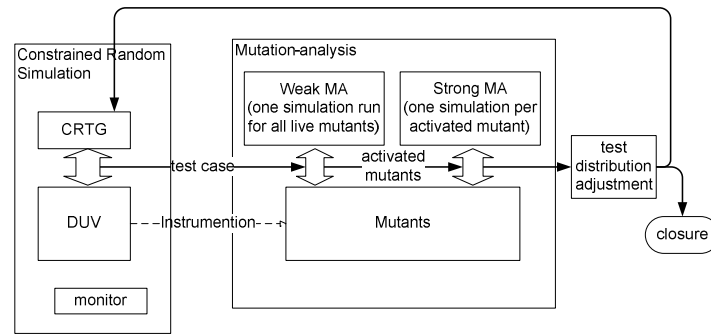 Constrained Random
Simulation
CRTG
DUV
monitor
test case
Instrumention
Mutation-analysis
Weak MA
(one simulation run
for all live mutants)
Strong MA
(one simulation per
activated mutant)
activated
mutants
Mutants
test
distribution
adjustment
closure